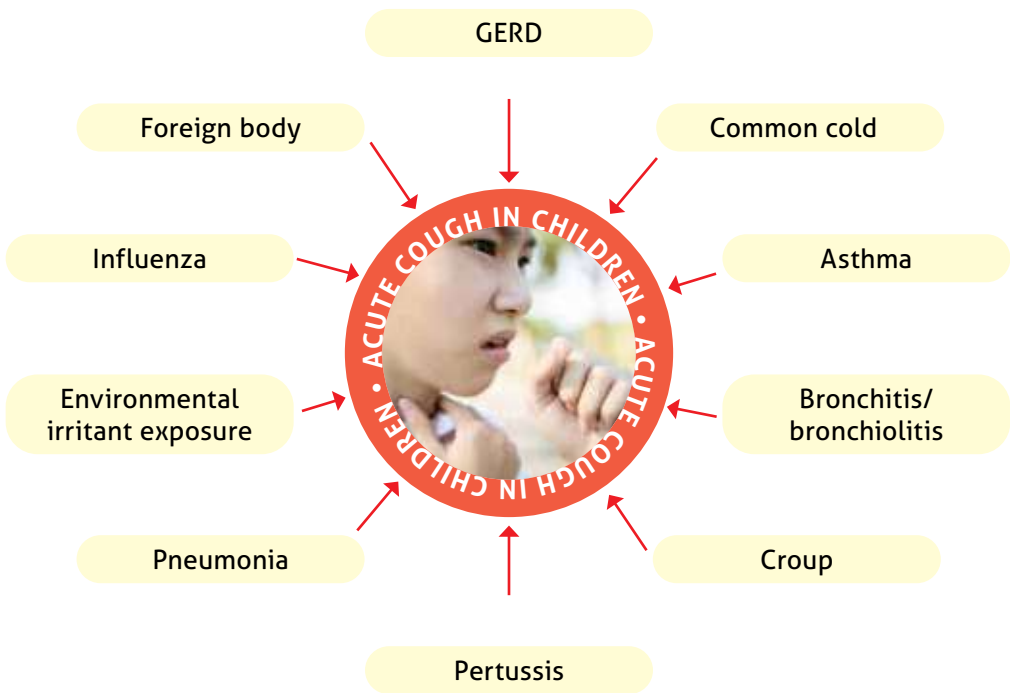 GERD
Foreign body
Common cold
ACUTE COUGH IN CHILDREN • ACUTE COUGH IN CHILDREN •
Influenza
Asthma
Environmental
irritant exposure
Bronchitis/
bronchiolitis
Pneumonia
Croup
Pertussis